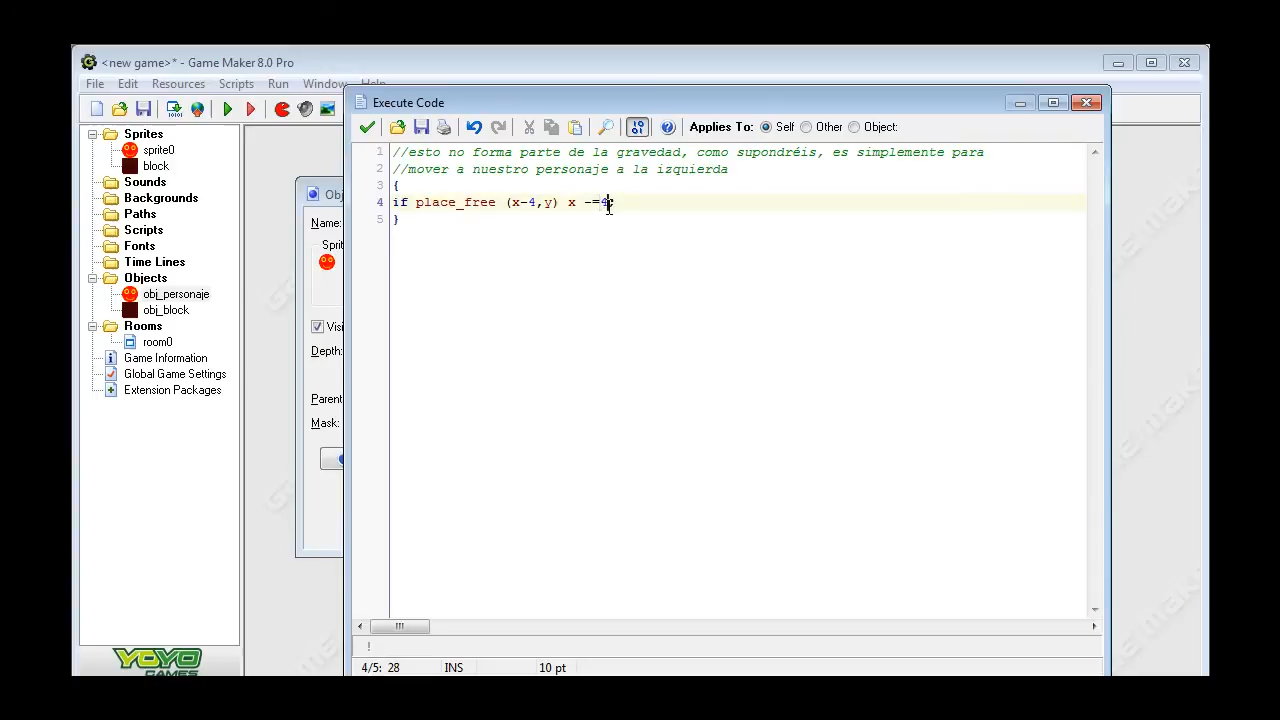 <new game>* - Game Maker 8.0 Pro
File Edit Resources Scripts Run Window Help
Execute Code
Applies To: Self Other Object:
Sprites
sprite0
block
Sounds
Backgrounds
Paths
Scripts
Fonts
Time Lines
Objects
obj_personaje
obj_block
Rooms
room0
Game Information
Global Game Settings
Extension Packages
YOYO
GAMES
Name:
Depth:
Mask:
1 //esto no forma parte de la gravedad, como supondréis, es simplemente para
2 //mover a nuestro personaje a la izquierda
3 {
4 if place_free (x-4,y) x -=4;
5 }
!
4/5: 28 INS 10 pt